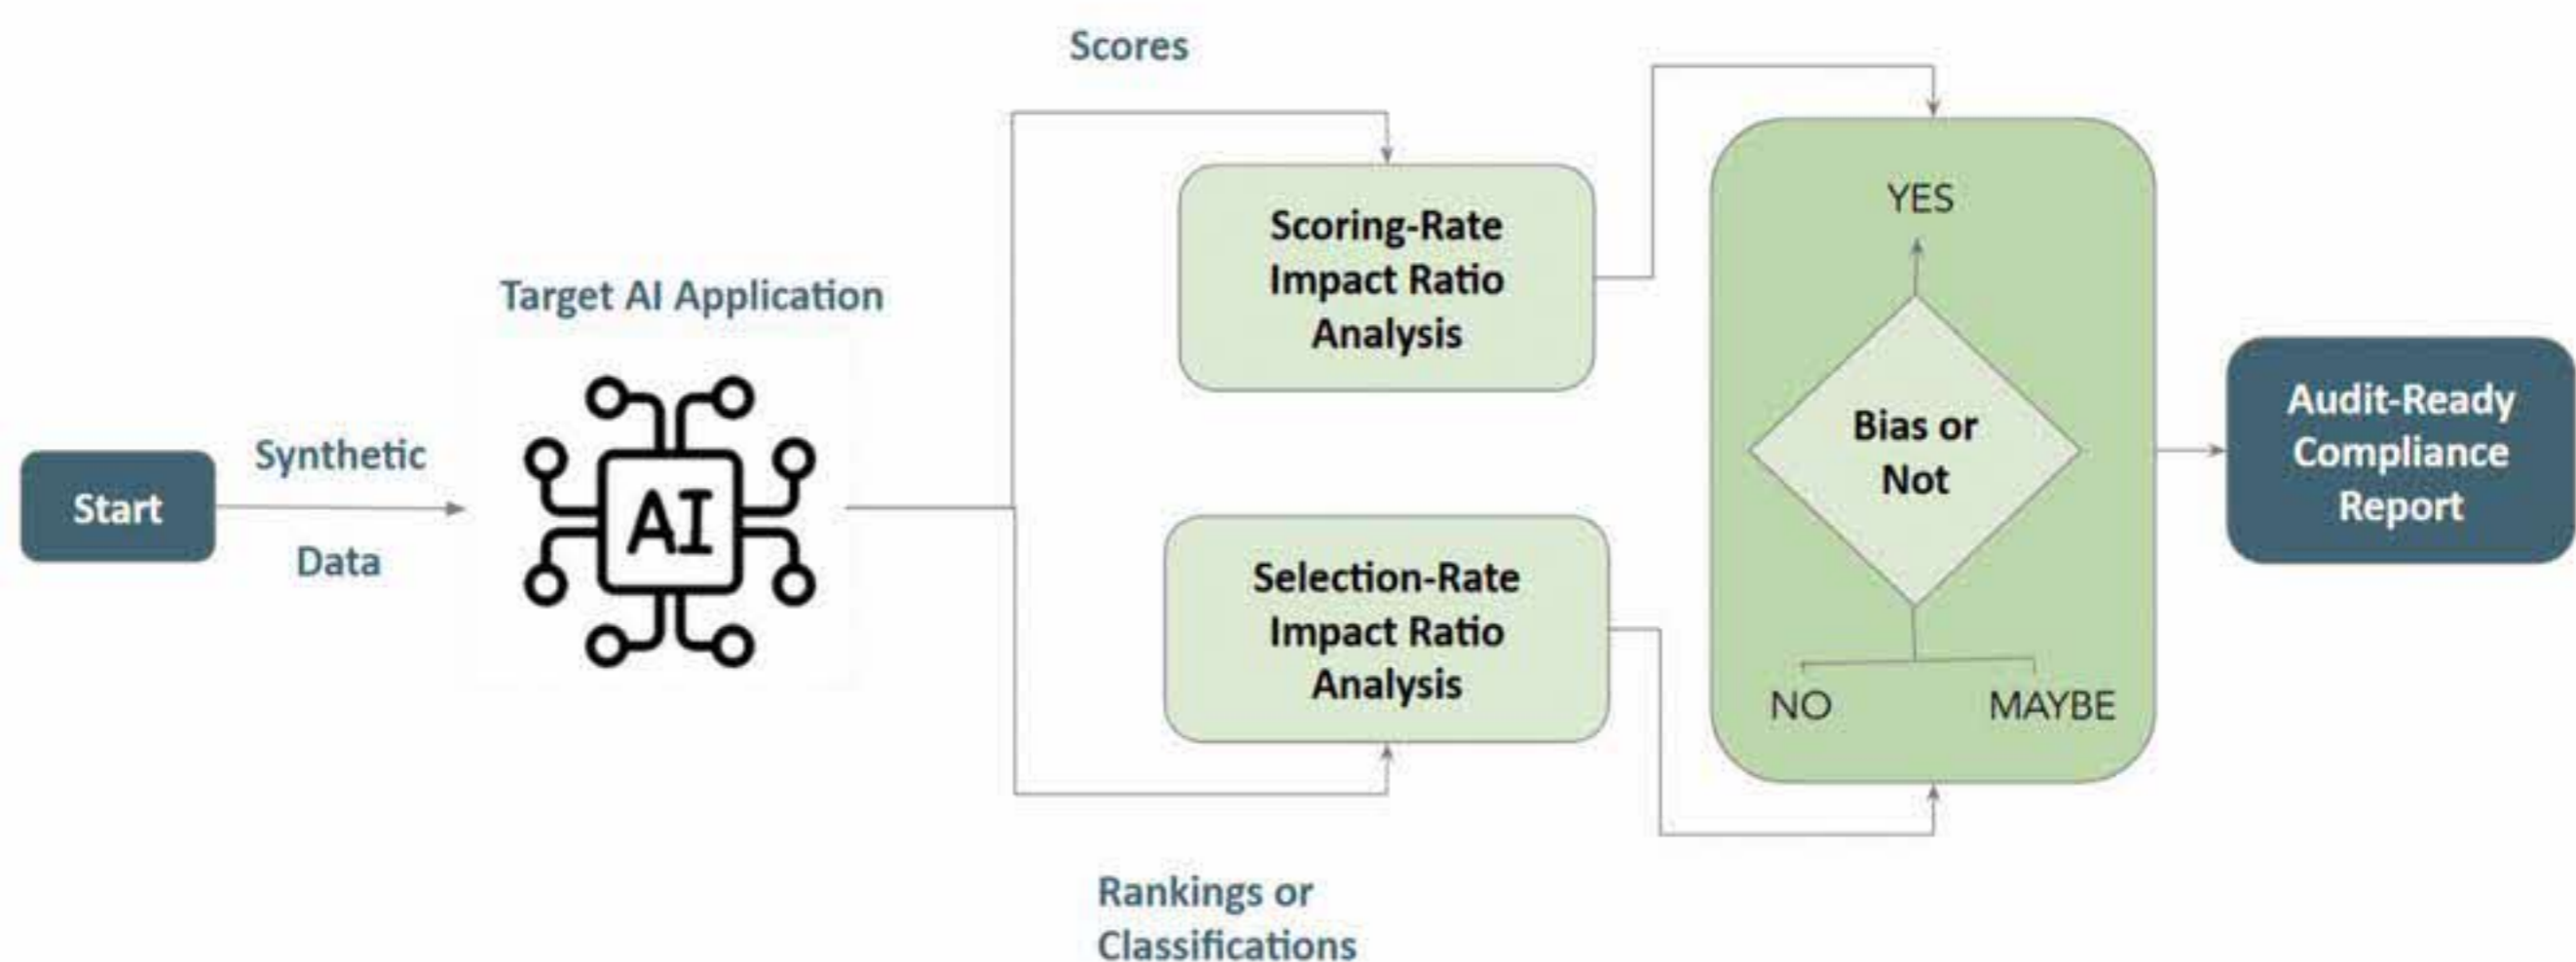 Scores
Target AI Application
Start
Synthetic
Data
AI
Scoring-Rate
Impact Ratio
Analysis
Selection-Rate
Impact Ratio
Analysis
Rankings or
Classifications
YES
Bias or
Not
NO
MAYBE
Audit-Ready
Compliance
Report